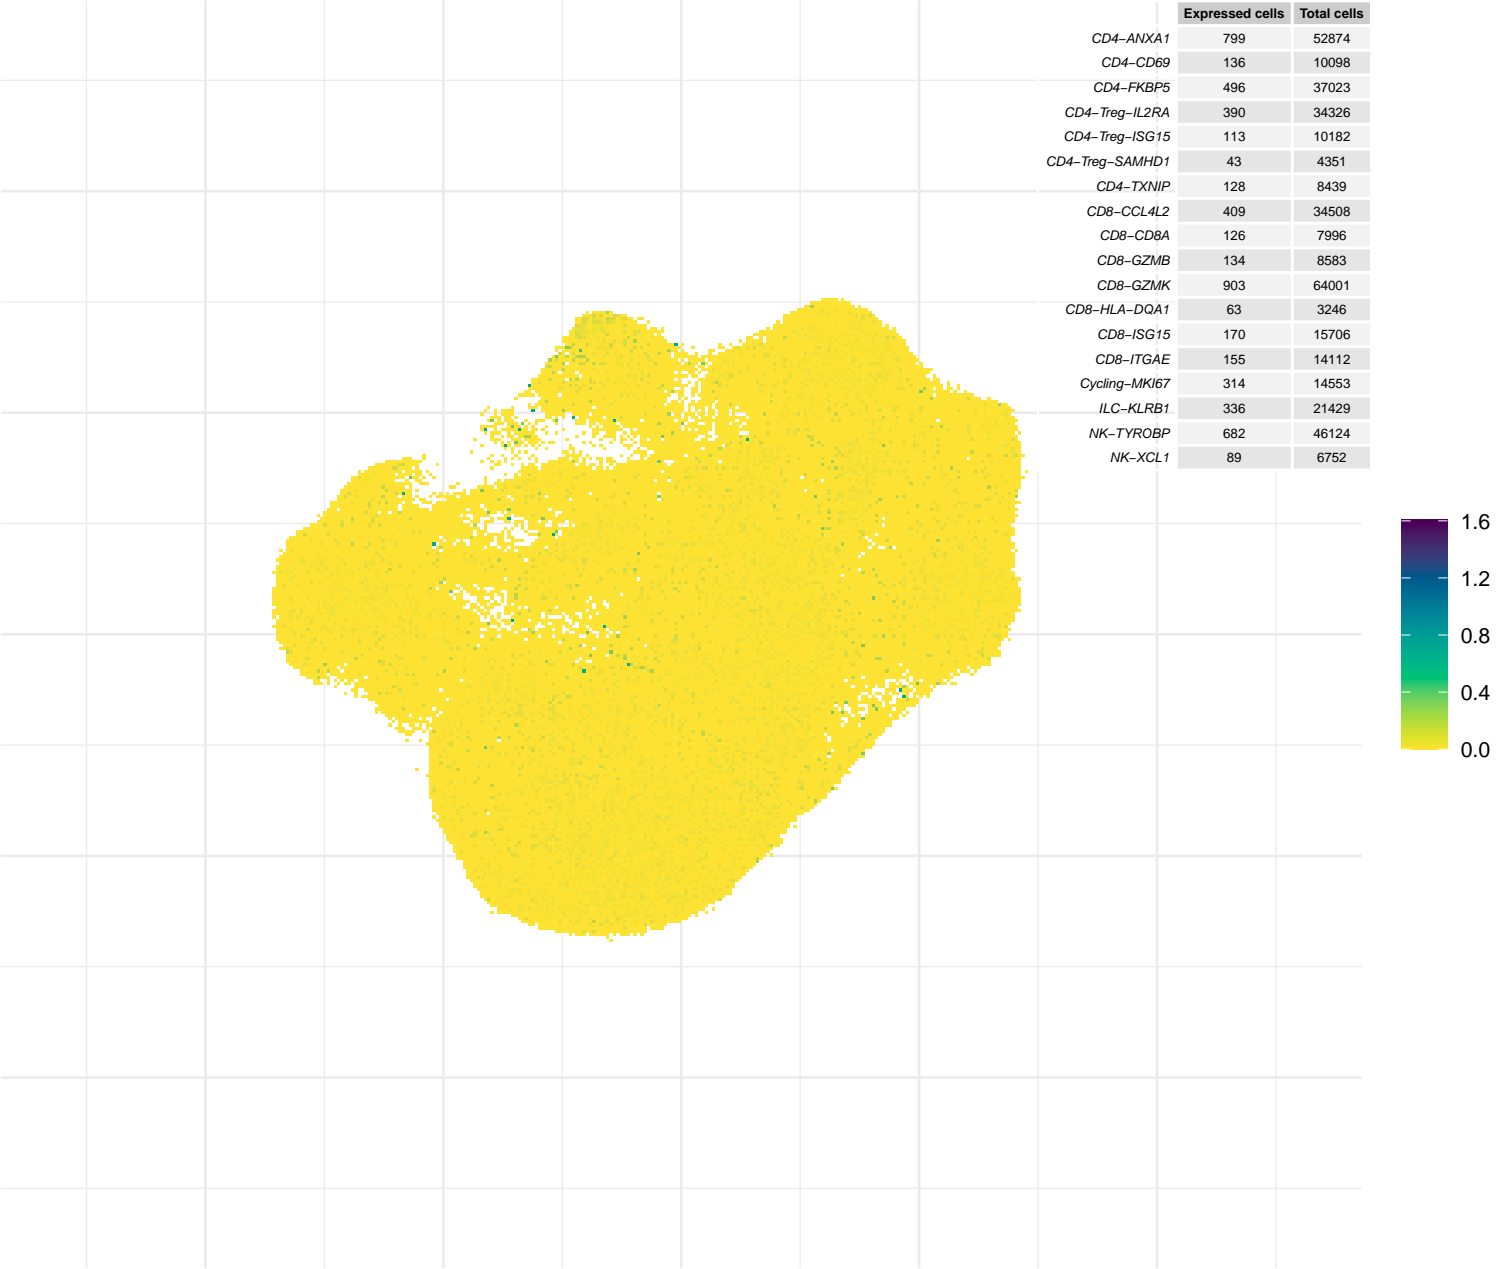 Expressed cells Total cells
CD4−ANXA1 799 52874
CD4−CD69 136 10098
CD4−FKBP5 496 37023
CD4−Treg−IL2RA 390 34326
CD4−Treg−ISG15 113 10182
CD4−Treg−SAMHD1 43 4351
CD4−TXNIP 128 8439
CD8−CCL4L2 409 34508
CD8−CD8A 126 7996
CD8−GZMB 134 8583
CD8−GZMK 903 64001
CD8−HLA−DQA1 63 3246
CD8−ISG15 170 15706
CD8−ITGAE 155 14112
Cycling−MKI67 314 14553
ILC−KLRB1 336 21429
NK−TYROBP 682 46124
NK−XCL1 89 6752
1.6
1.2
0.8
0.4
0.0